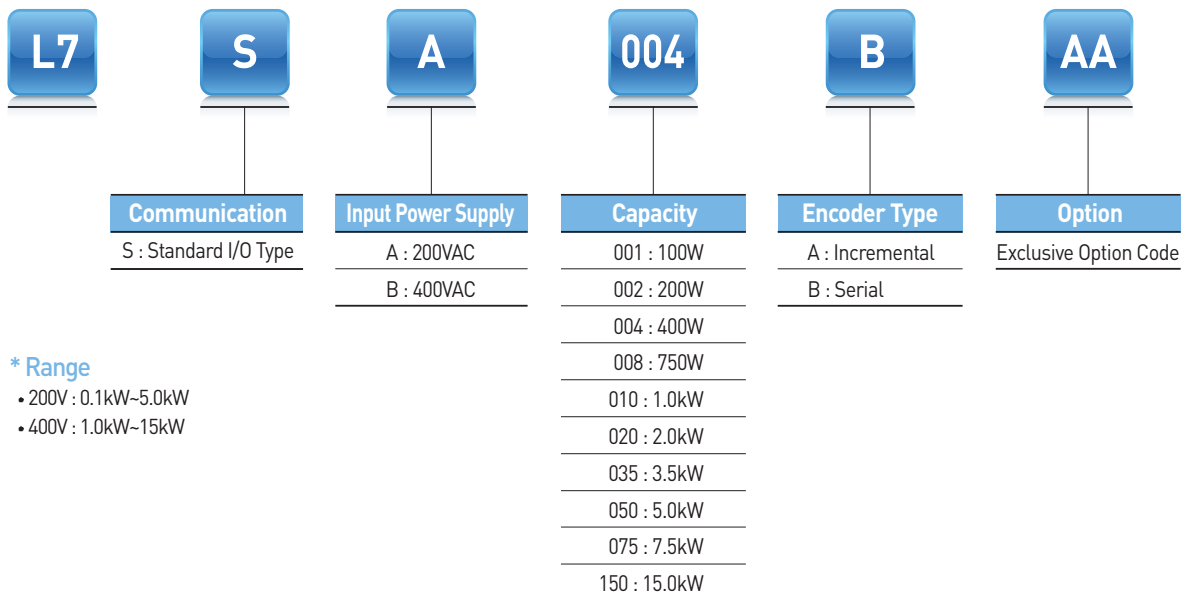 L7 S A 004 B AA
Communication
S : Standard I/O Type
Input Power Supply
A : 200VAC
B : 400VAC
Capacity
001 : 100W
002 : 200W
004 : 400W
008 : 750W
010 : 1.0kW
020 : 2.0kW
035 : 3.5kW
050 : 5.0kW
075 : 7.5kW
150 : 15.0kW
Encoder Type
A : Incremental
B : Serial
Option
Exclusive Option Code
* Range
• 200V : 0.1kW~5.0kW
• 400V : 1.0kW~15kW